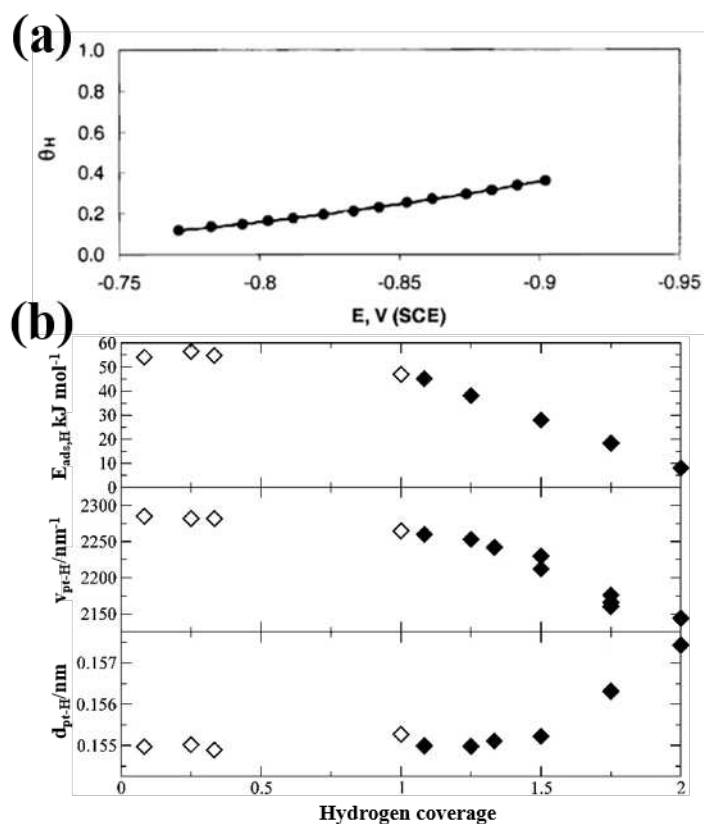 (a)
1.0
0.8
0.6
0.4
0.2
0.0
θH
-0.75 -0.8 -0.85 -0.9 -0.95
E, V (SCE)
(b)
60
50
40
30
20
10
0
Eads,H kJ mol-1
2300
2250
2200
2150
vpt-H/nm-1
0.157
0.156
0.155
dpt-H/nm
0 0.5 1 1.5 2
Hydrogen coverage